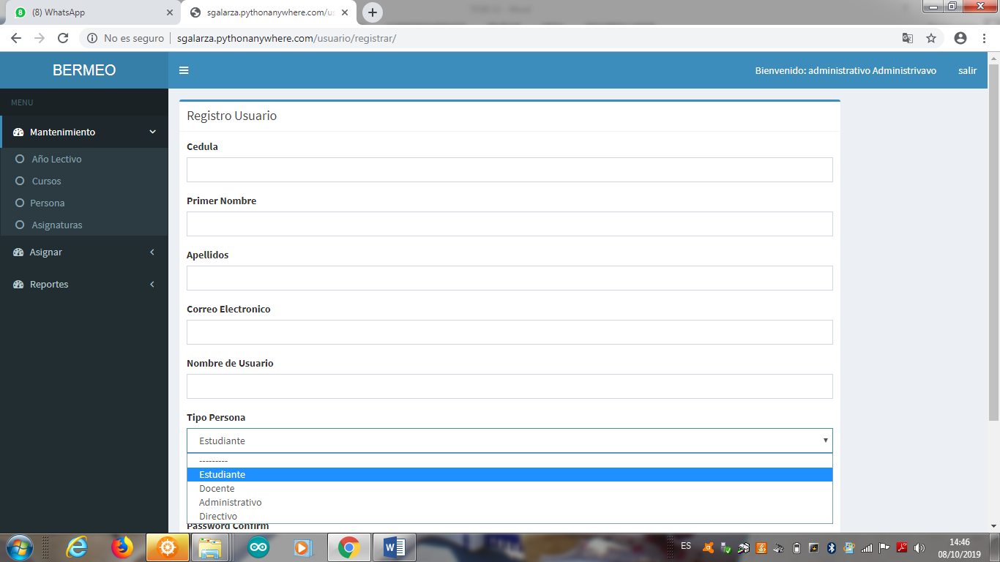 (8) WhatsApp
sgalarza.pythonanywhere.com/us
No es seguro
sgalarza.pythonanywhere.com/usuario/registrar/
BERMEO
Bienvenido: administrativo Administrivavo
salir
MENU
Mantenimiento
Año Lectivo
Cursos
Persona
Asignaturas
Asignar
Reportes
Registro Usuario
Cedula
Primer Nombre
Apellidos
Correo Electronico
Nombre de Usuario
Tipo Persona
Estudiante
---------
Estudiante
Docente
Administrativo
Directivo
Password Confirm
ES
14:46
08/10/2019